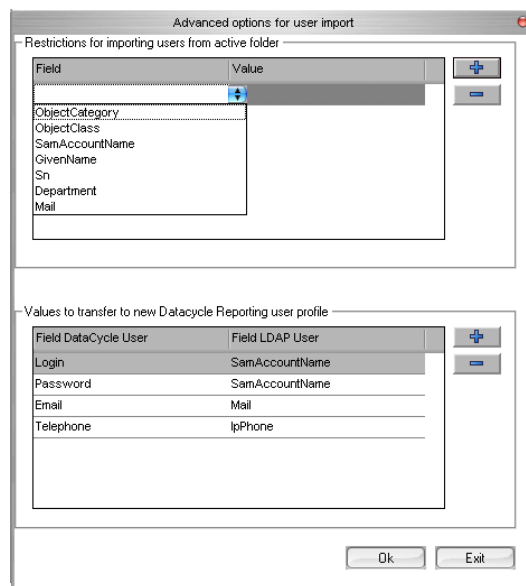 Advanced options for user import
Restrictions for importing users from active folder
Field Value
ObjectCategory
ObjectClass
SamAccountName
GivenName
Sn
Department
Mail
Values to transfer to new Datacycle Reporting user profile
Field DataCycle User Field LDAP User
Login SamAccountName
Password SamAccountName
Email Mail
Telephone IpPhone
Ok Exit